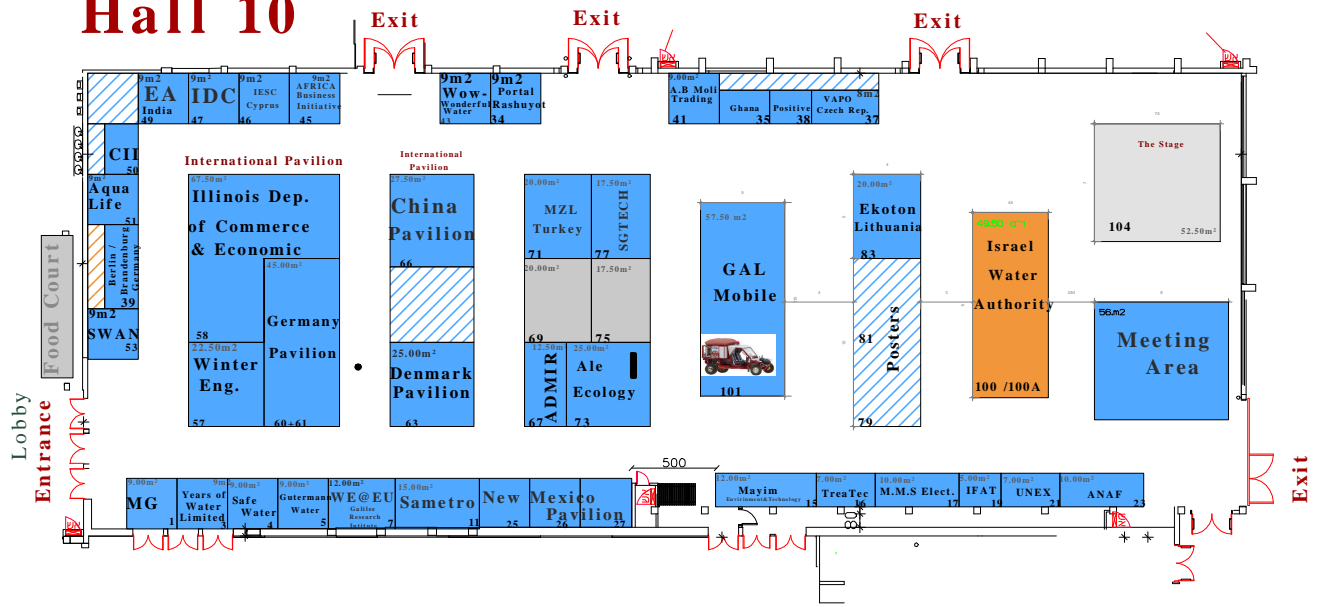 Hall 10
Exit
Exit
Exit
9m2
EA
India
49
9m²
IDC
47
9m2
IESC
Cyprus
46
9m2
AFRICA
Business
Initiative
45
9m2
Wow-
Wonderful
Water
43
9m2
Portal
Rashuyot
34
9.00m²
A.B Moli
Trading
41
Ghana
35
Positive
38
8m2
VAPO
Czech Rep.
37
CII
50
9m²
Aqua
Life
51
Berlin /
Brandenburg
Germany
39
9m2
SWAN
53
Food Court
Lobby
Entrance
International Pavilion
67.50m²
Illinois Dep.
of Commerce
& Economic
58
45.00m²
Germany
Pavilion
60+61
22.50m2
Winter
Eng.
57
International
Pavilion
27.50m²
China
Pavilion
66
25.00m²
Denmark
Pavilion
63
20.00m²
MZL
Turkey
71
17.50m²
SGTECH
77
20.00m²
69
17.50m²
75
12.50m²
ADMIR
67
25.00m²
Ale
Ecology
73
57.50 m2
GAL
Mobile
101
20.00m²
Ekoton
Lithuania
83
81
Posters
79
49.50
Israel
Water
Authority
100 /100A
The Stage
104
52.50m²
56.m2
Meeting
Area
Exit
9.00m²
MG
1
9m²
Years of
Water
Limited
3
9.00m²
Safe
Water
4
9.00m²
Gutermann
Water
5
12.00m²
WE@EU
Galilee
Research
Institute
7
15.00m²
Sametro
11
New Mexico
Pavilion
25
26
27
500
12.00m²
Mayim
Enviriument&Technology
15
7.00m²
TreaTec
16
80
10.00m²
M.M.S Elect.
17
5.00m²
IFAT
19
7.00m²
UNEX
21
10.00m²
ANAF
23